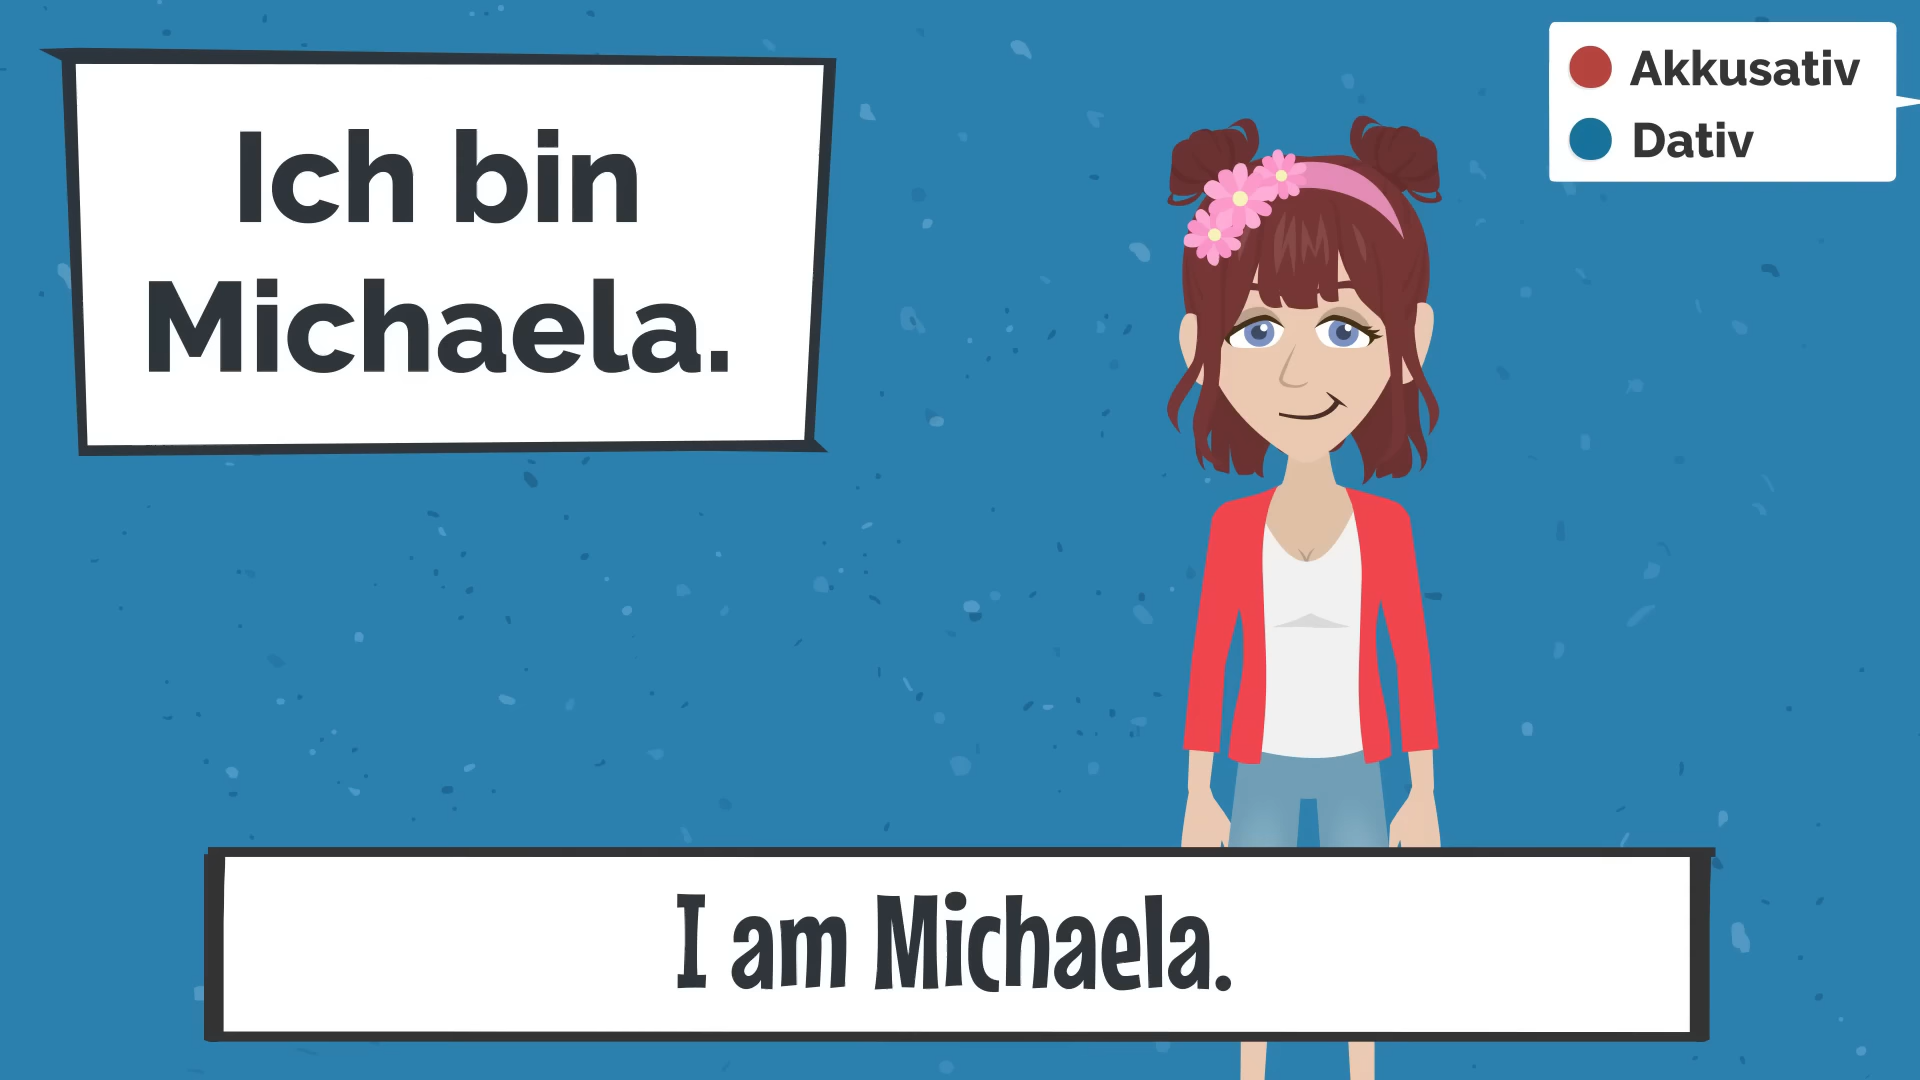 Ich bin
Michaela.
Akkusativ
Dativ
I am Michaela.